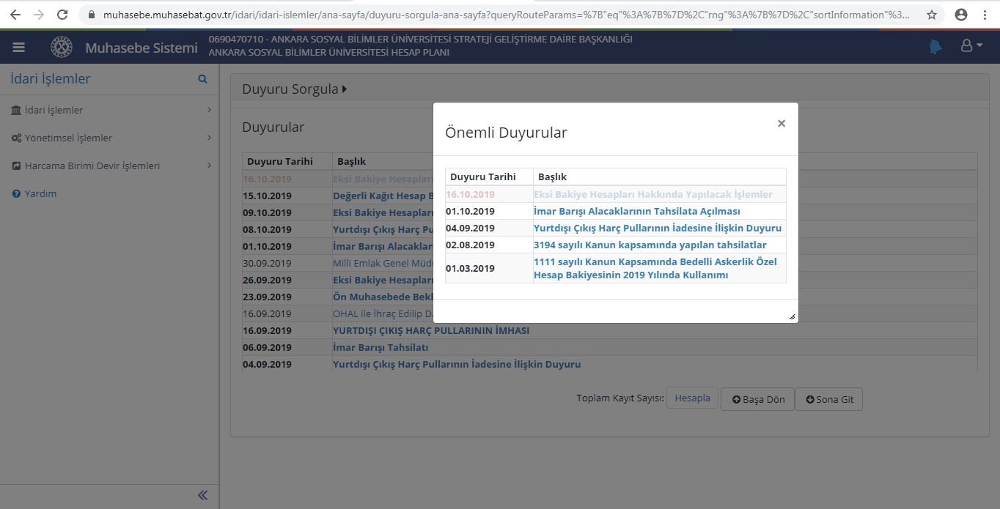 muhasebe.muhasebat.gov.tr/idari/idari-islemler/ana-sayfa/duyuru-sorgula-ana-sayfa?queryRouteParams=%7B"eq"%3A%7B%7D%2C"rng"%3A%7B%7D%2C"sortInformation"%3...
Muhasebe Sistemi
0690470710 - ANKARA SOSYAL BİLİMLER ÜNİVERSİTESİ STRATEJİ GELİŞTİRME DAİRE BAŞKANLIĞI
ANKARA SOSYAL BİLİMLER ÜNİVERSİTESİ HESAP PLANI
İdari İşlemler
İdari İşlemler
Yönetimsel İşlemler
Harcama Birimi Devir İşlemleri
Yardım
Duyuru Sorgula
Duyurular
Duyuru Tarihi Başlık
16.10.2019 Eksi Bakiye Hesapları
15.10.2019 Değerli Kağıt Hesap
09.10.2019 Eksi Bakiye Hesapları
08.10.2019 Yurtdışı Çıkış Harç
01.10.2019 İmar Barışı
30.09.2019 Milli Emlak Genel
26.09.2019 Eksi Bakiye Hesapları
23.09.2019 Ön Muhasebede
16.09.2019 OHAL ile İhraç Edilip
16.09.2019 YURTDIŞI ÇIKIŞ HARÇ PULLARININ İMHASI
06.09.2019 İmar Barışı Tahsilatı
04.09.2019 Yurtdışı Çıkış Harç Pullarının İadesine İlişkin Duyuru
Toplam Kayıt Sayısı: Hesapla Başa Dön Sona Git
Önemli Duyurular
×
Duyuru Tarihi Başlık
16.10.2019 Eksi Bakiye Hesapları Hakkında Yapılacak İşlemler
01.10.2019 İmar Barışı Alacaklarının Tahsilata Açılması
04.09.2019 Yurtdışı Çıkış Harç Pullarının İadesine İlişkin Duyuru
02.08.2019 3194 sayılı Kanun kapsamında yapılan tahsilatlar
01.03.2019 1111 sayılı Kanun Kapsamında Bedelli Askerlik Özel
Hesap Bakiyesinin 2019 Yılında Kullanımı